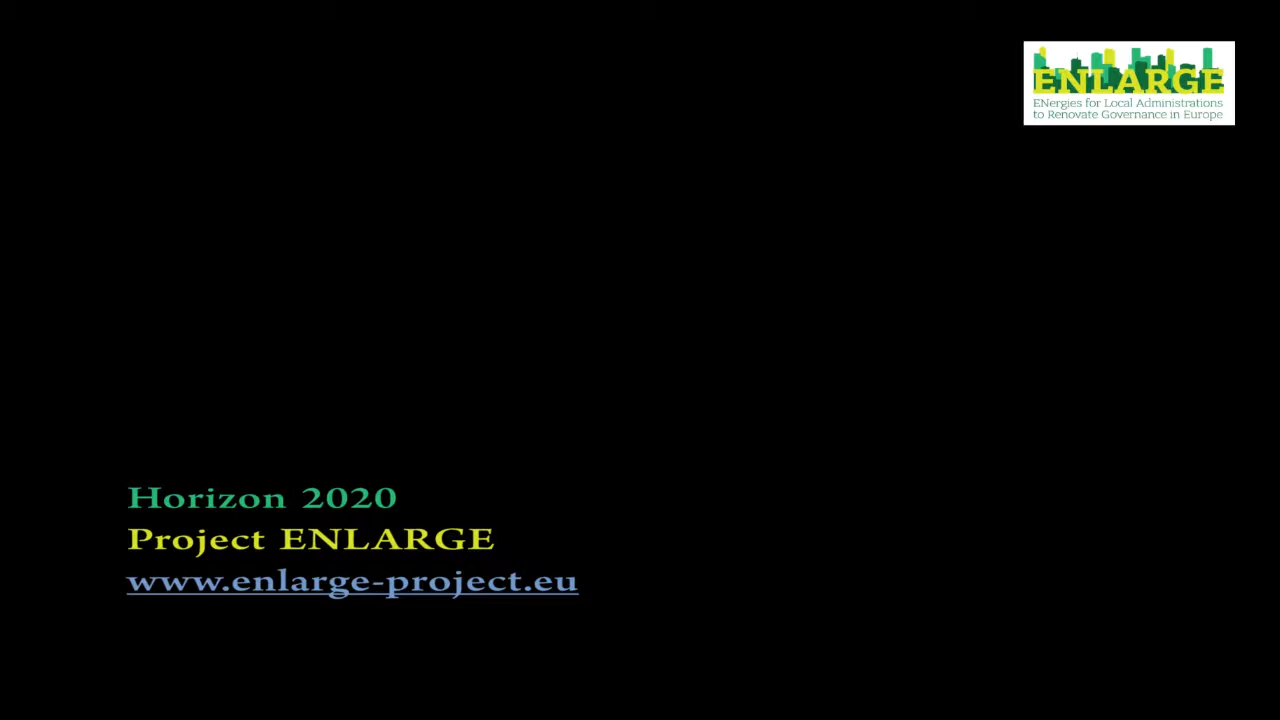 ENLARGE
ENergies for Local Administrations
to Renovate Governance in Europe
Horizon 2020
Project ENLARGE
www.enlarge-project.eu